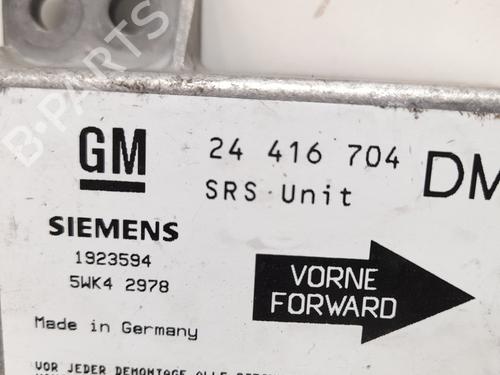 B-PARTS
GM
24 416 704 DM
SRS Unit
SIEMENS
1923594
5WK4 2978
VORNE
FORWARD
Made in Germany
VOR JEDER DEMONTAGE ALLE